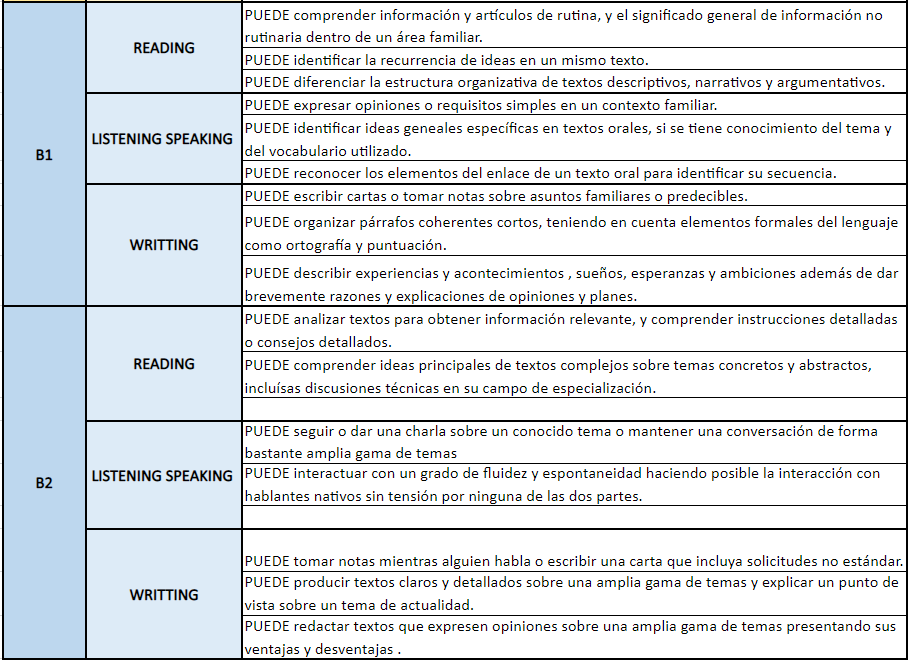 B1
READING
PUEDE comprender información y artículos de rutina, y el significado general de información no
rutinaria dentro de un área familiar.
PUEDE identificar la recurrencia de ideas en un mismo texto.
PUEDE diferenciar la estructura organizativa de textos descriptivos, narrativos y argumentativos.
LISTENING SPEAKING
PUEDE expresar opiniones o requisitos simples en un contexto familiar.
PUEDE identificar ideas geneales específicas en textos orales, si se tiene conocimiento del tema y
del vocabulario utilizado.
PUEDE reconocer los elementos del enlace de un texto oral para identificar su secuencia.
WRITTING
PUEDE escribir cartas o tomar notas sobre asuntos familiares o predecibles.
PUEDE organizar párrafos coherentes cortos, teniendo en cuenta elementos formales del lenguaje
como ortografía y puntuación.
PUEDE describir experiencias y acontecimientos , sueños, esperanzas y ambiciones además de dar
brevemente razones y explicaciones de opiniones y planes.
B2
READING
PUEDE analizar textos para obtener información relevante, y comprender instrucciones detalladas
o consejos detallados.
PUEDE comprender ideas principales de textos complejos sobre temas concretos y abstractos,
incluísas discusiones técnicas en su campo de especialización.
LISTENING SPEAKING
PUEDE seguir o dar una charla sobre un conocido tema o mantener una conversación de forma
bastante amplia gama de temas
PUEDE interactuar con un grado de fluidez y espontaneidad haciendo posible la interacción con
hablantes nativos sin tensión por ninguna de las dos partes.
WRITTING
PUEDE tomar notas mientras alguien habla o escribir una carta que incluya solicitudes no estándar.
PUEDE producir textos claros y detallados sobre una amplia gama de temas y explicar un punto de
vista sobre un tema de actualidad.
PUEDE redactar textos que expresen opiniones sobre una amplia gama de temas presentando sus
ventajas y desventajas .